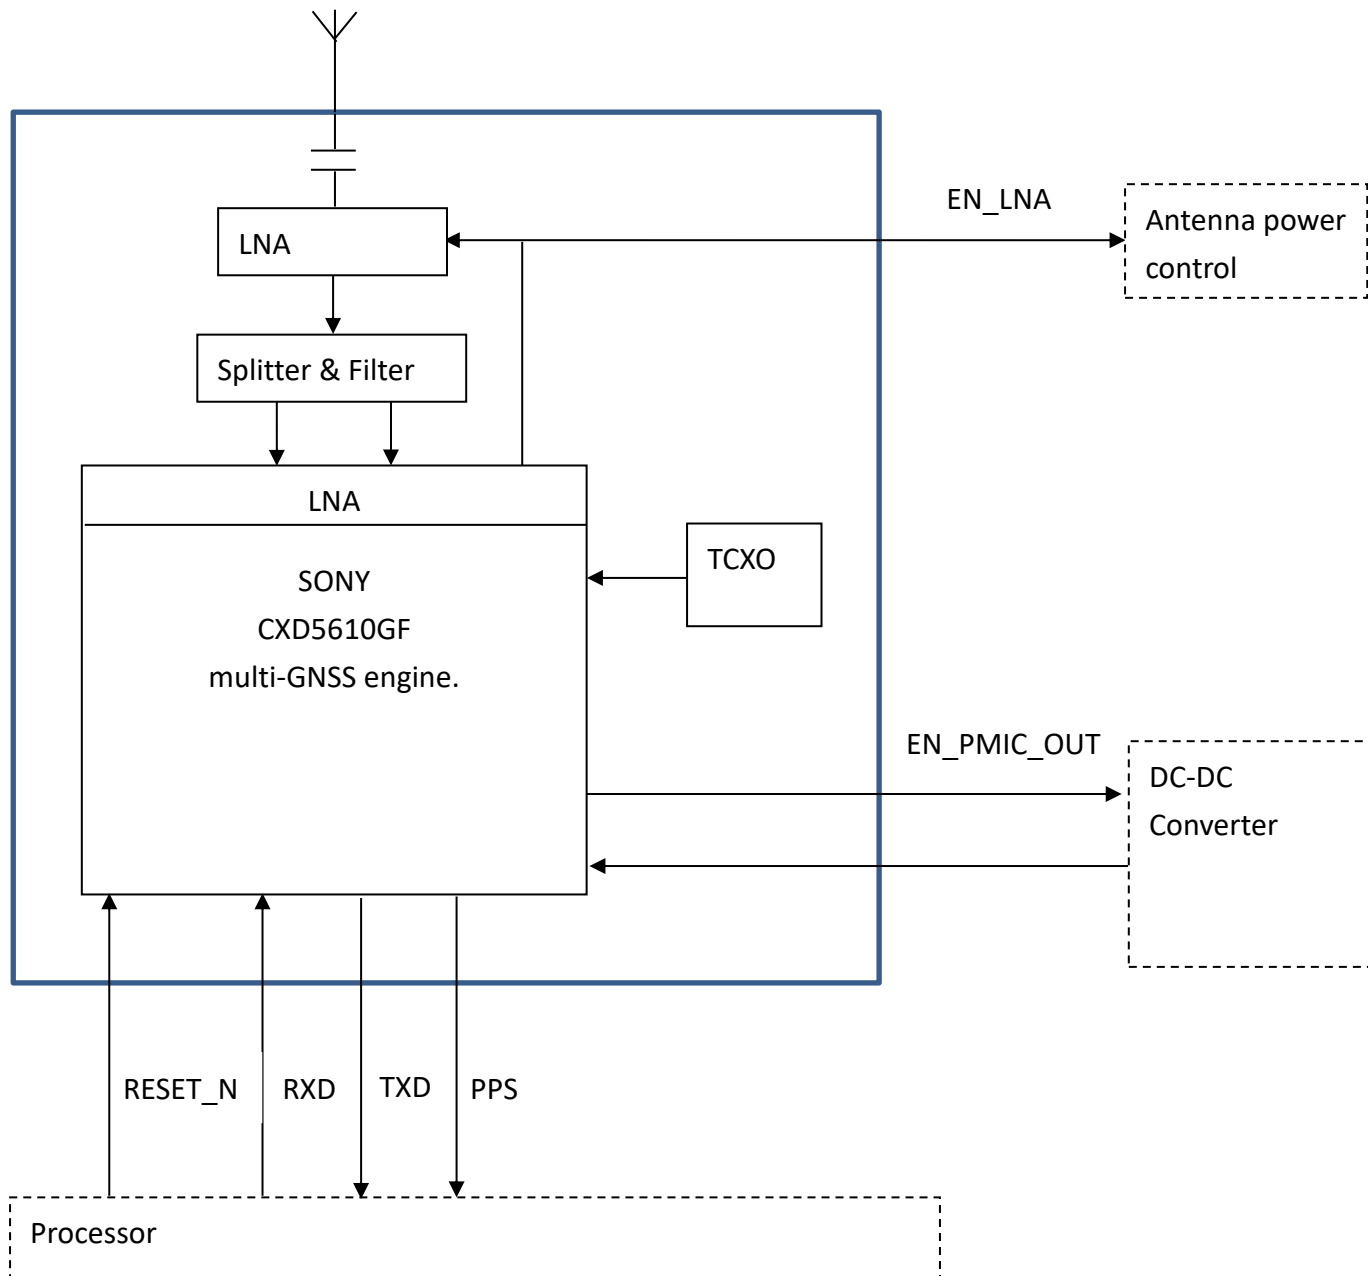 EN_LNA
Antenna power
control
LNA
Splitter & Filter
LNA
TCXO
SONY
CXD5610GF
multi-GNSS engine.
EN_PMIC_OUT
DC-DC
Converter
RESET_N
RXD
TXD
PPS
Processor